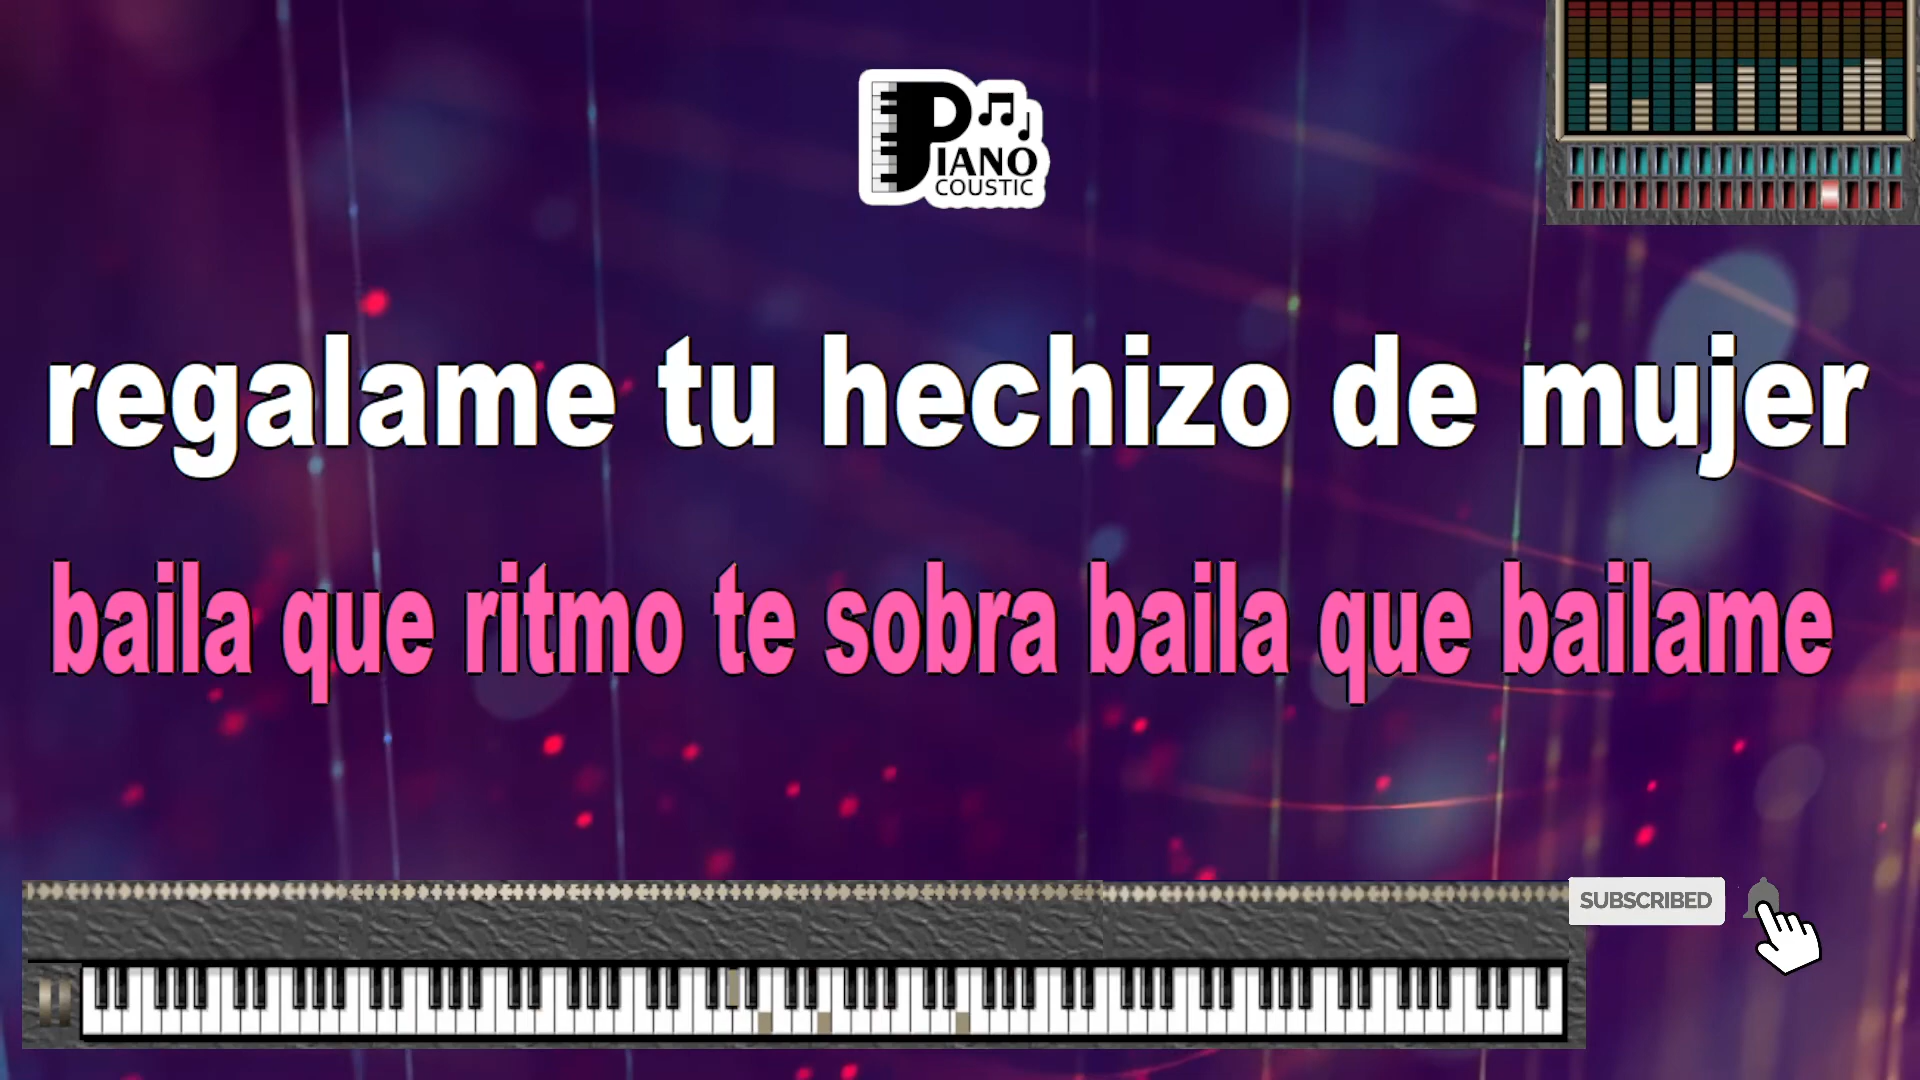 PIANO
COUSTIC
regalame tu hechizo de mujer
baila que ritmo te sobra baila que bailame
SUBSCRIBED